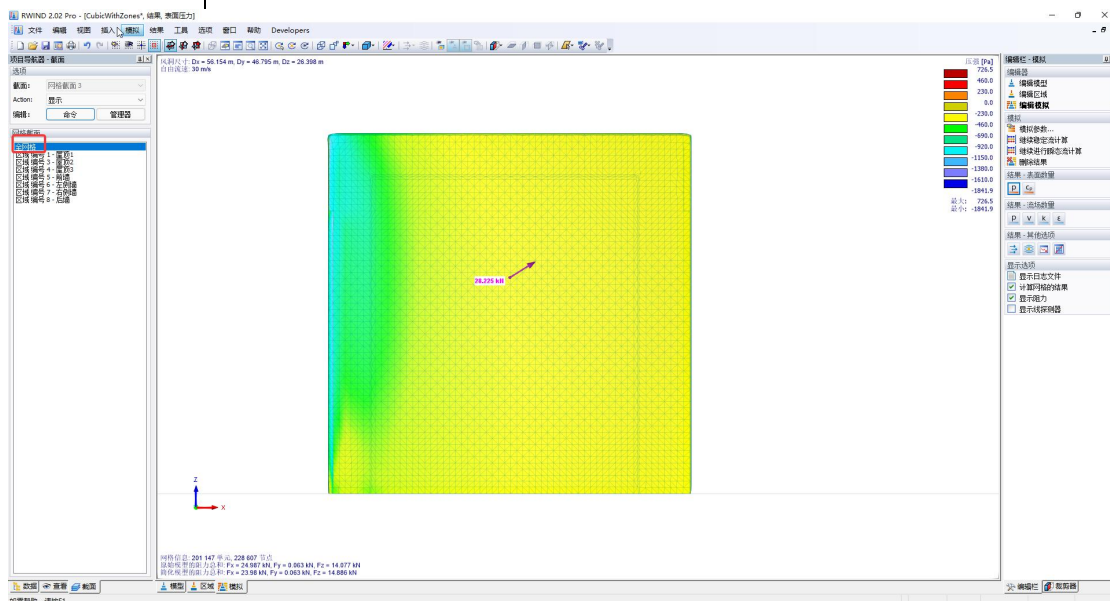 RWIND 2.02 Pro - [CubicWithZones*, 结果, 表面压力]
文件 编辑 视图 插入 模拟 结果 工具 选项 窗口 帮助 Developers
项目导航器 - 截面
选项
截面: 网格截面 3
Action: 显示
编辑: 命令 管理器
网格截面
全网格
区域 编号 1 - 屋顶1
区域 编号 3 - 屋顶2
区域 编号 4 - 屋顶3
区域 编号 5 - 前墙
区域 编号 6 - 左侧墙
区域 编号 7 - 右侧墙
区域 编号 8 - 后墙
风洞尺寸: Dx = 56.154 m, Dy = 46.795 m, Dz = 26.398 m
自由流速: 30 m/s
压强 [Pa]
726.5
460.0
230.0
0.0
-230.0
-460.0
-690.0
-920.0
-1150.0
-1380.0
-1610.0
-1841.9
最大: 726.5
最小: -1841.9
28.225 kN
Z
X
网格信息: 201 147 单元, 228 607 节点
原始模型的阻力总和: Fx = 24.987 kN, Fy = 0.063 kN, Fz = 14.077 kN
简化模型的阻力总和: Fx = 23.98 kN, Fy = 0.063 kN, Fz = 14.886 kN
编辑栏 - 模拟
编辑器
编辑模型
编辑区域
编辑模拟
模拟
模拟参数...
继续稳定流计算
继续进行瞬态流计算
删除结果
结果 - 表面数量
p Cp
结果 - 流场数量
p v k ε
结果 - 其他选项
显示选项
显示日志文件
计算网格的结果
显示阻力
显示线探测器
数据 查看 截面
模型 区域 模拟
编辑栏 裁剪器